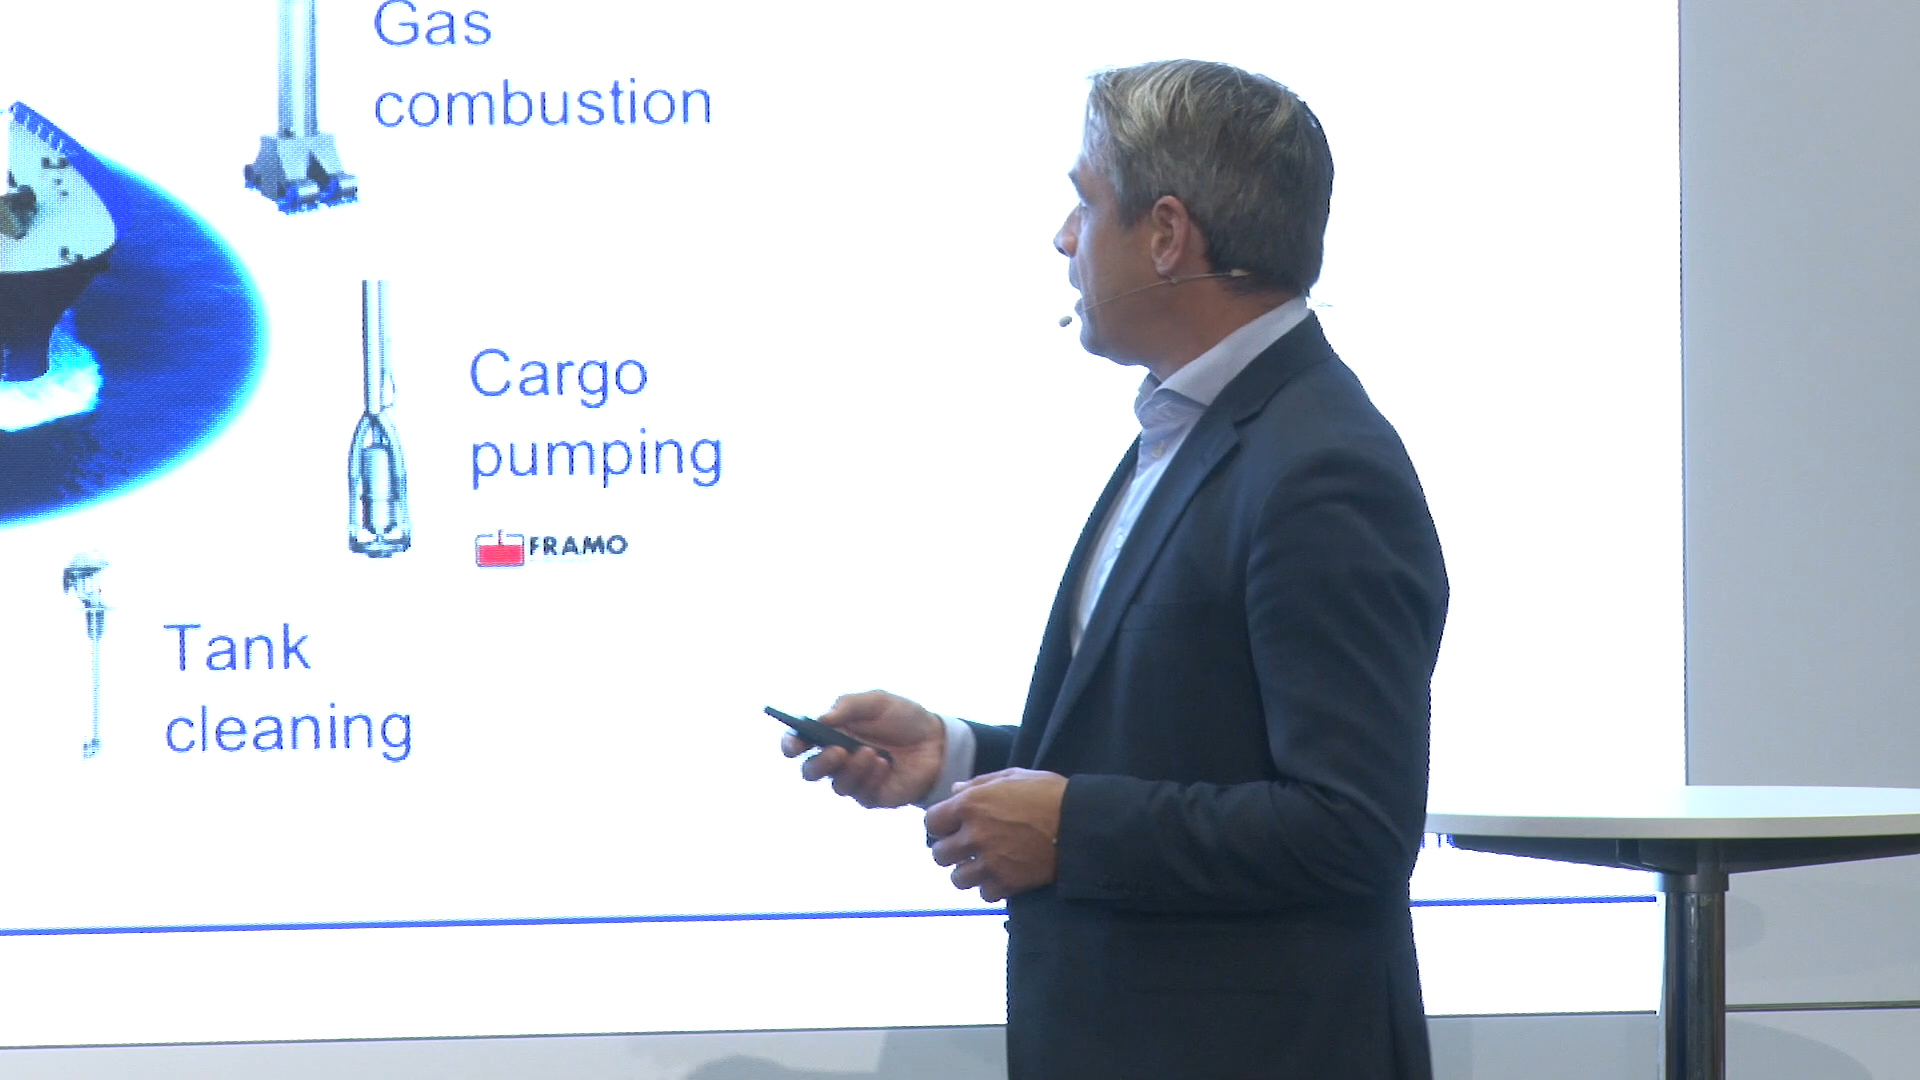 Gas
combustion
Cargo
pumping
FRAMO
Tank
cleaning